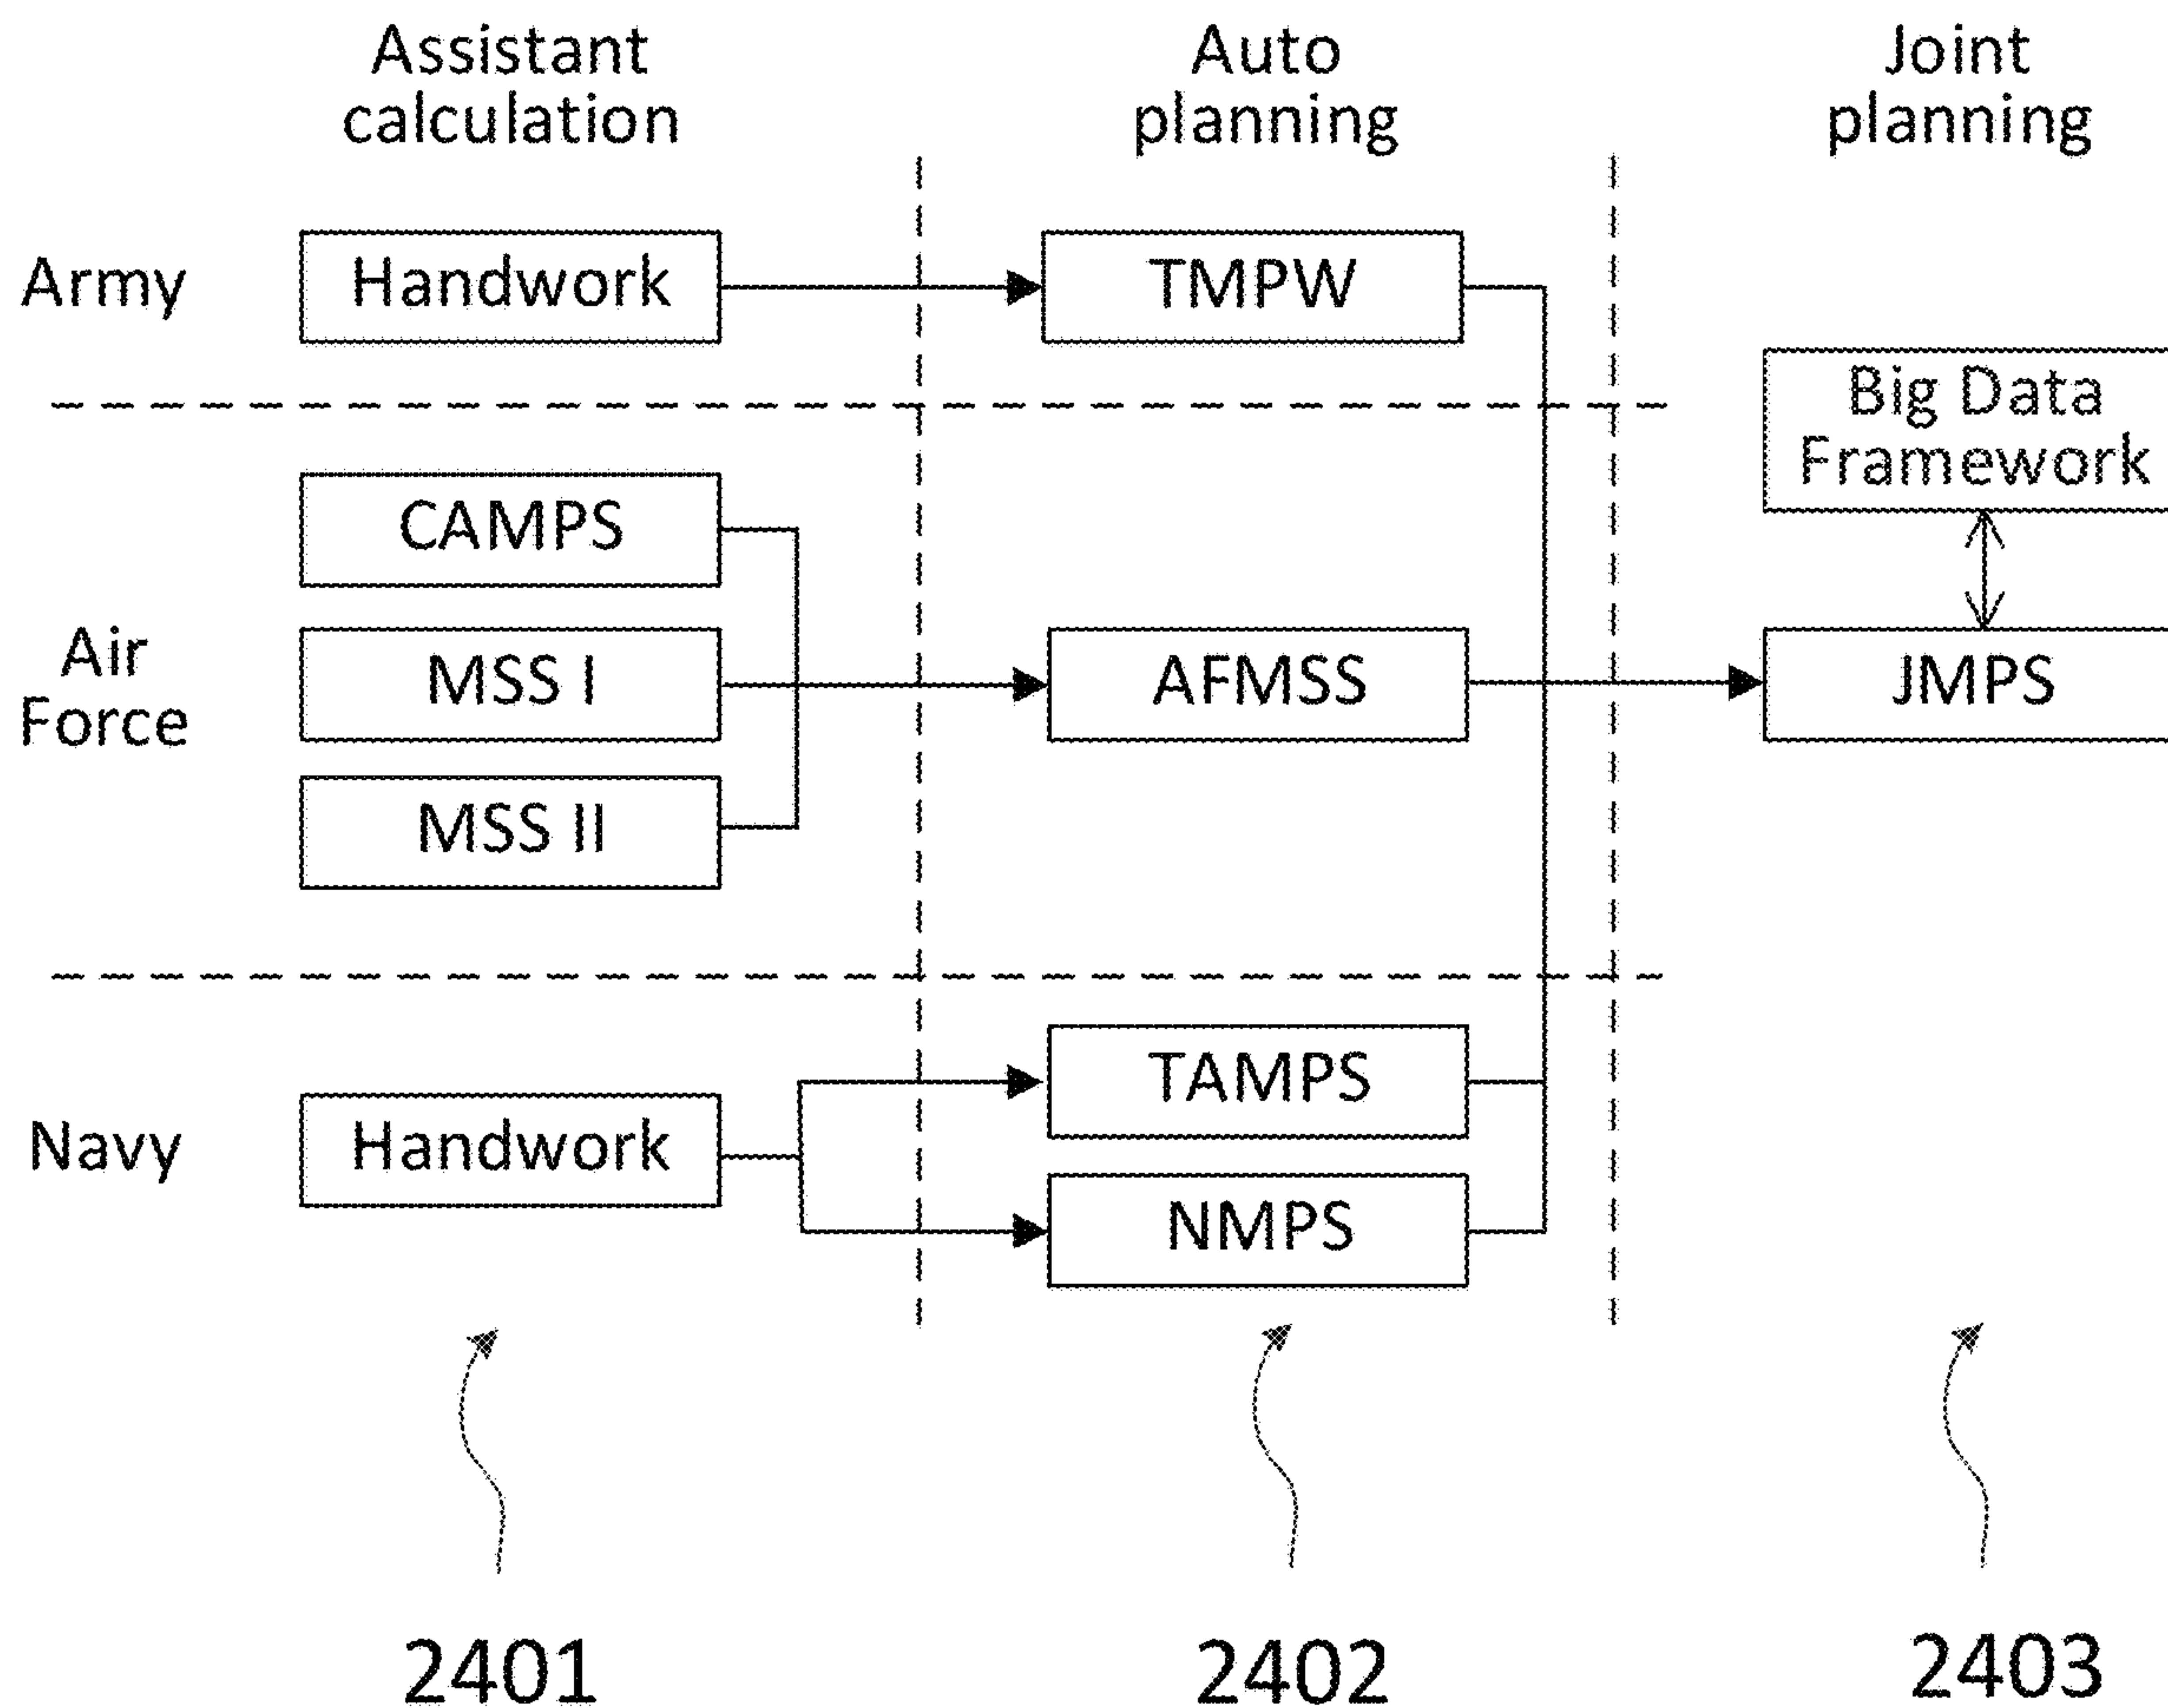 Assistant
calculation
Auto
planning
Joint
planning
Army
Handwork
TMPW
Big Data
Framework
CAMPS
Air
Force
MSS I
AFMSS
JMPS
MSS II
TAMPS
Navy
Handwork
NMPS
2401
2402
2403